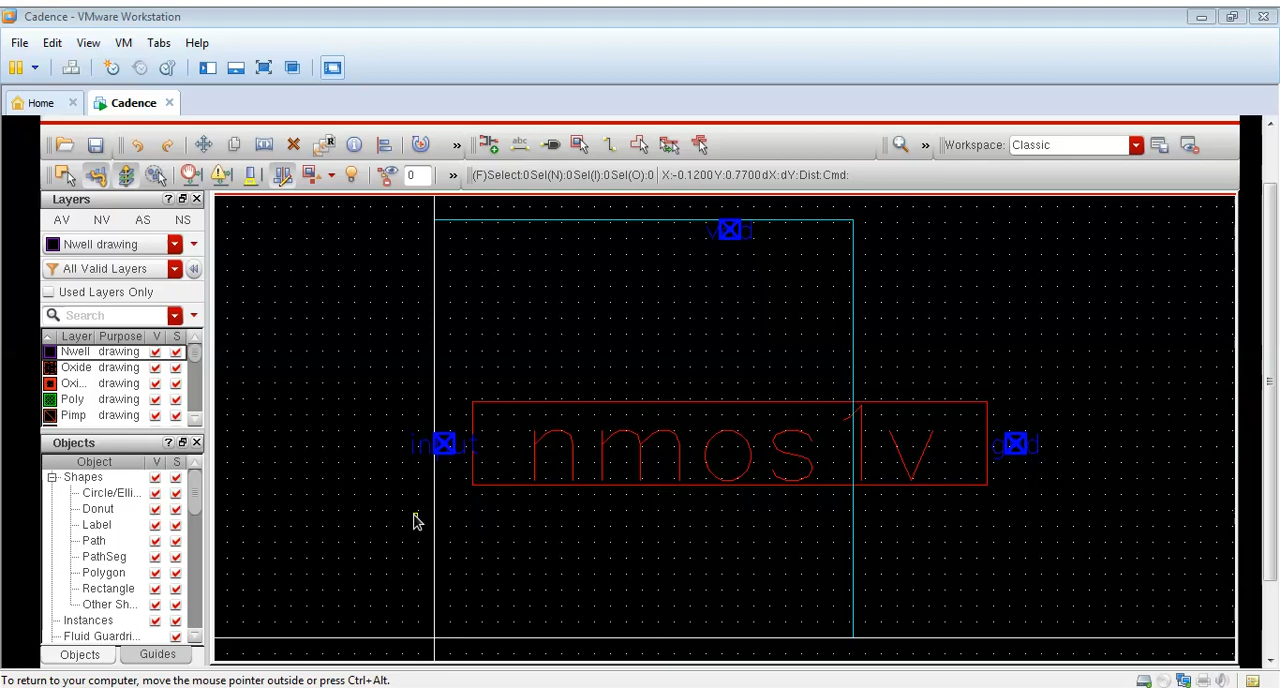 Cadence - VMware Workstation
File Edit View VM Tabs Help
Home Cadence
abc Workspace: Classic
0 (F)Select:0 Sel(N):0 Sel(I):0 Sel(O):0 X:-0.1200 Y:0.7700 dX: dY: Dist: Cmd:
Layers ?
AV NV AS NS
Nwell drawing
All Valid Layers
Used Layers Only
Search
Layer Purpose V S
Nwell drawing
Oxide drawing
Oxi... drawing
Poly drawing
Pimp drawing
Objects ?
Object V S
Shapes
Circle/Elli...
Donut
Label
Path
PathSeg
Polygon
Rectangle
Other Sh...
Instances
Fluid Guardri...
Objects Guides
nmos1v
To return to your computer, move the mouse pointer outside or press Ctrl+Alt.